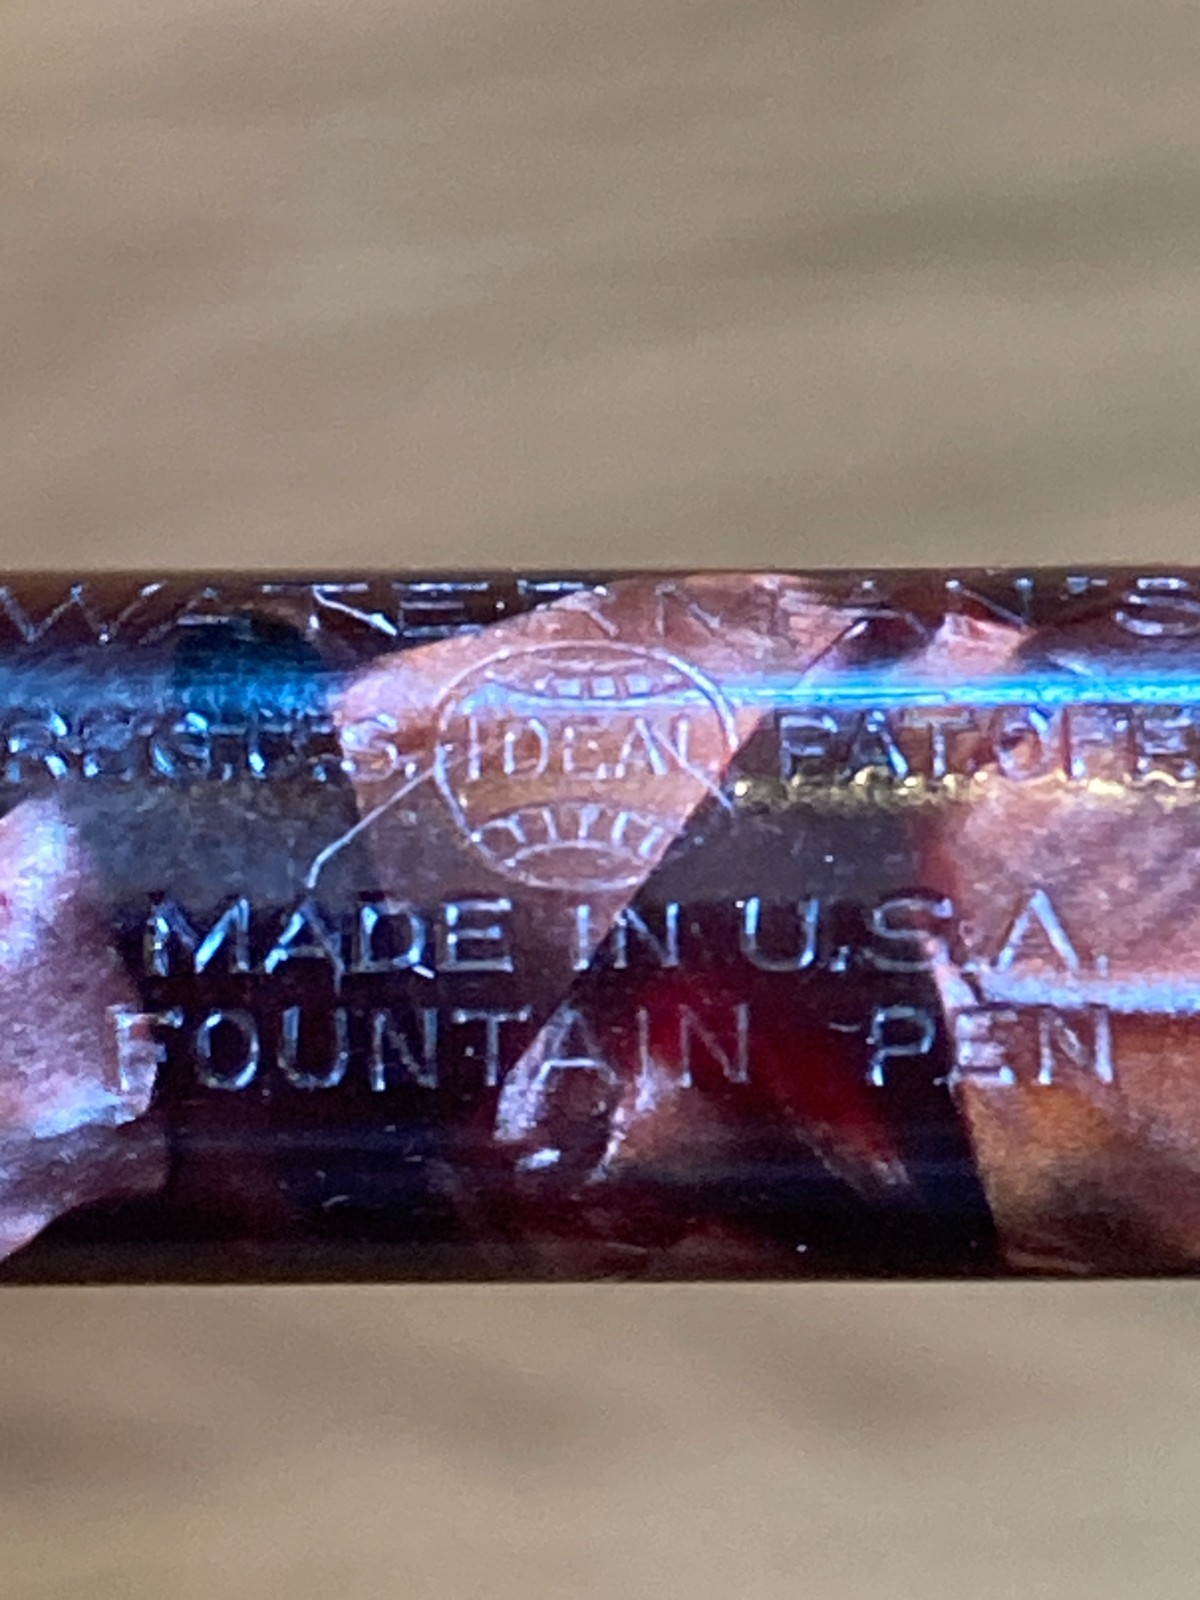 WATERMAN'S
REG.U.S. IDEAL PAT.OFF
MADE IN U.S.A.
FOUNTAIN PEN